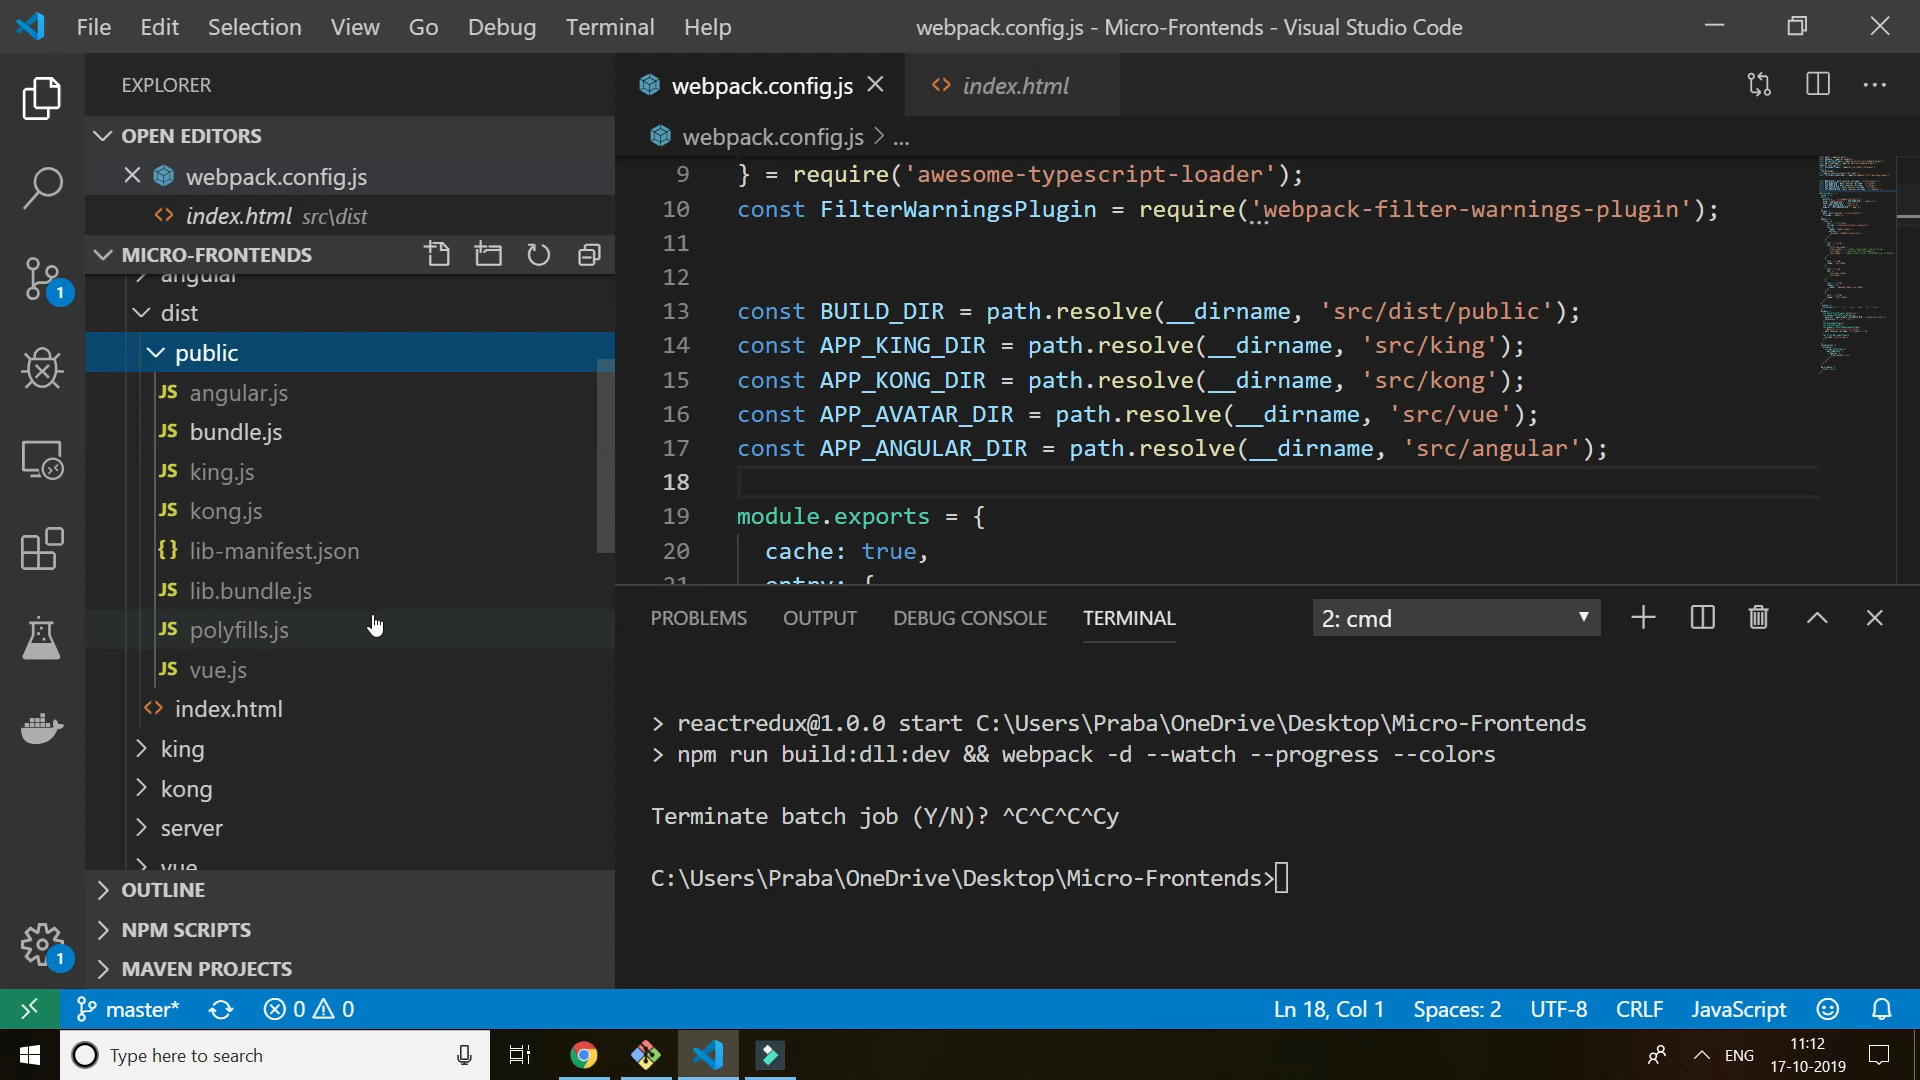 File Edit Selection View Go Debug Terminal Help
webpack.config.js - Micro-Frontends - Visual Studio Code
EXPLORER
OPEN EDITORS
webpack.config.js
index.html src\dist
MICRO-FRONTENDS
angular
dist
public
JS angular.js
JS bundle.js
JS king.js
JS kong.js
{} lib-manifest.json
JS lib.bundle.js
JS polyfills.js
JS vue.js
<> index.html
king
kong
server
vue
OUTLINE
NPM SCRIPTS
MAVEN PROJECTS
1
1
webpack.config.js
index.html
webpack.config.js > ...
9 } = require('awesome-typescript-loader');
10 const FilterWarningsPlugin = require('webpack-filter-warnings-plugin');
11
12
13 const BUILD_DIR = path.resolve(__dirname, 'src/dist/public');
14 const APP_KING_DIR = path.resolve(__dirname, 'src/king');
15 const APP_KONG_DIR = path.resolve(__dirname, 'src/kong');
16 const APP_AVATAR_DIR = path.resolve(__dirname, 'src/vue');
17 const APP_ANGULAR_DIR = path.resolve(__dirname, 'src/angular');
18
19 module.exports = {
20 cache: true,
21 entry: {
PROBLEMS OUTPUT DEBUG CONSOLE TERMINAL
2: cmd
> reactredux@1.0.0 start C:\Users\Praba\OneDrive\Desktop\Micro-Frontends
> npm run build:dll:dev && webpack -d --watch --progress --colors
Terminate batch job (Y/N)? ^C^C^C^Cy
C:\Users\Praba\OneDrive\Desktop\Micro-Frontends>
master* 0 0
Ln 18, Col 1 Spaces: 2 UTF-8 CRLF JavaScript
Type here to search
ENG
11:12
17-10-2019